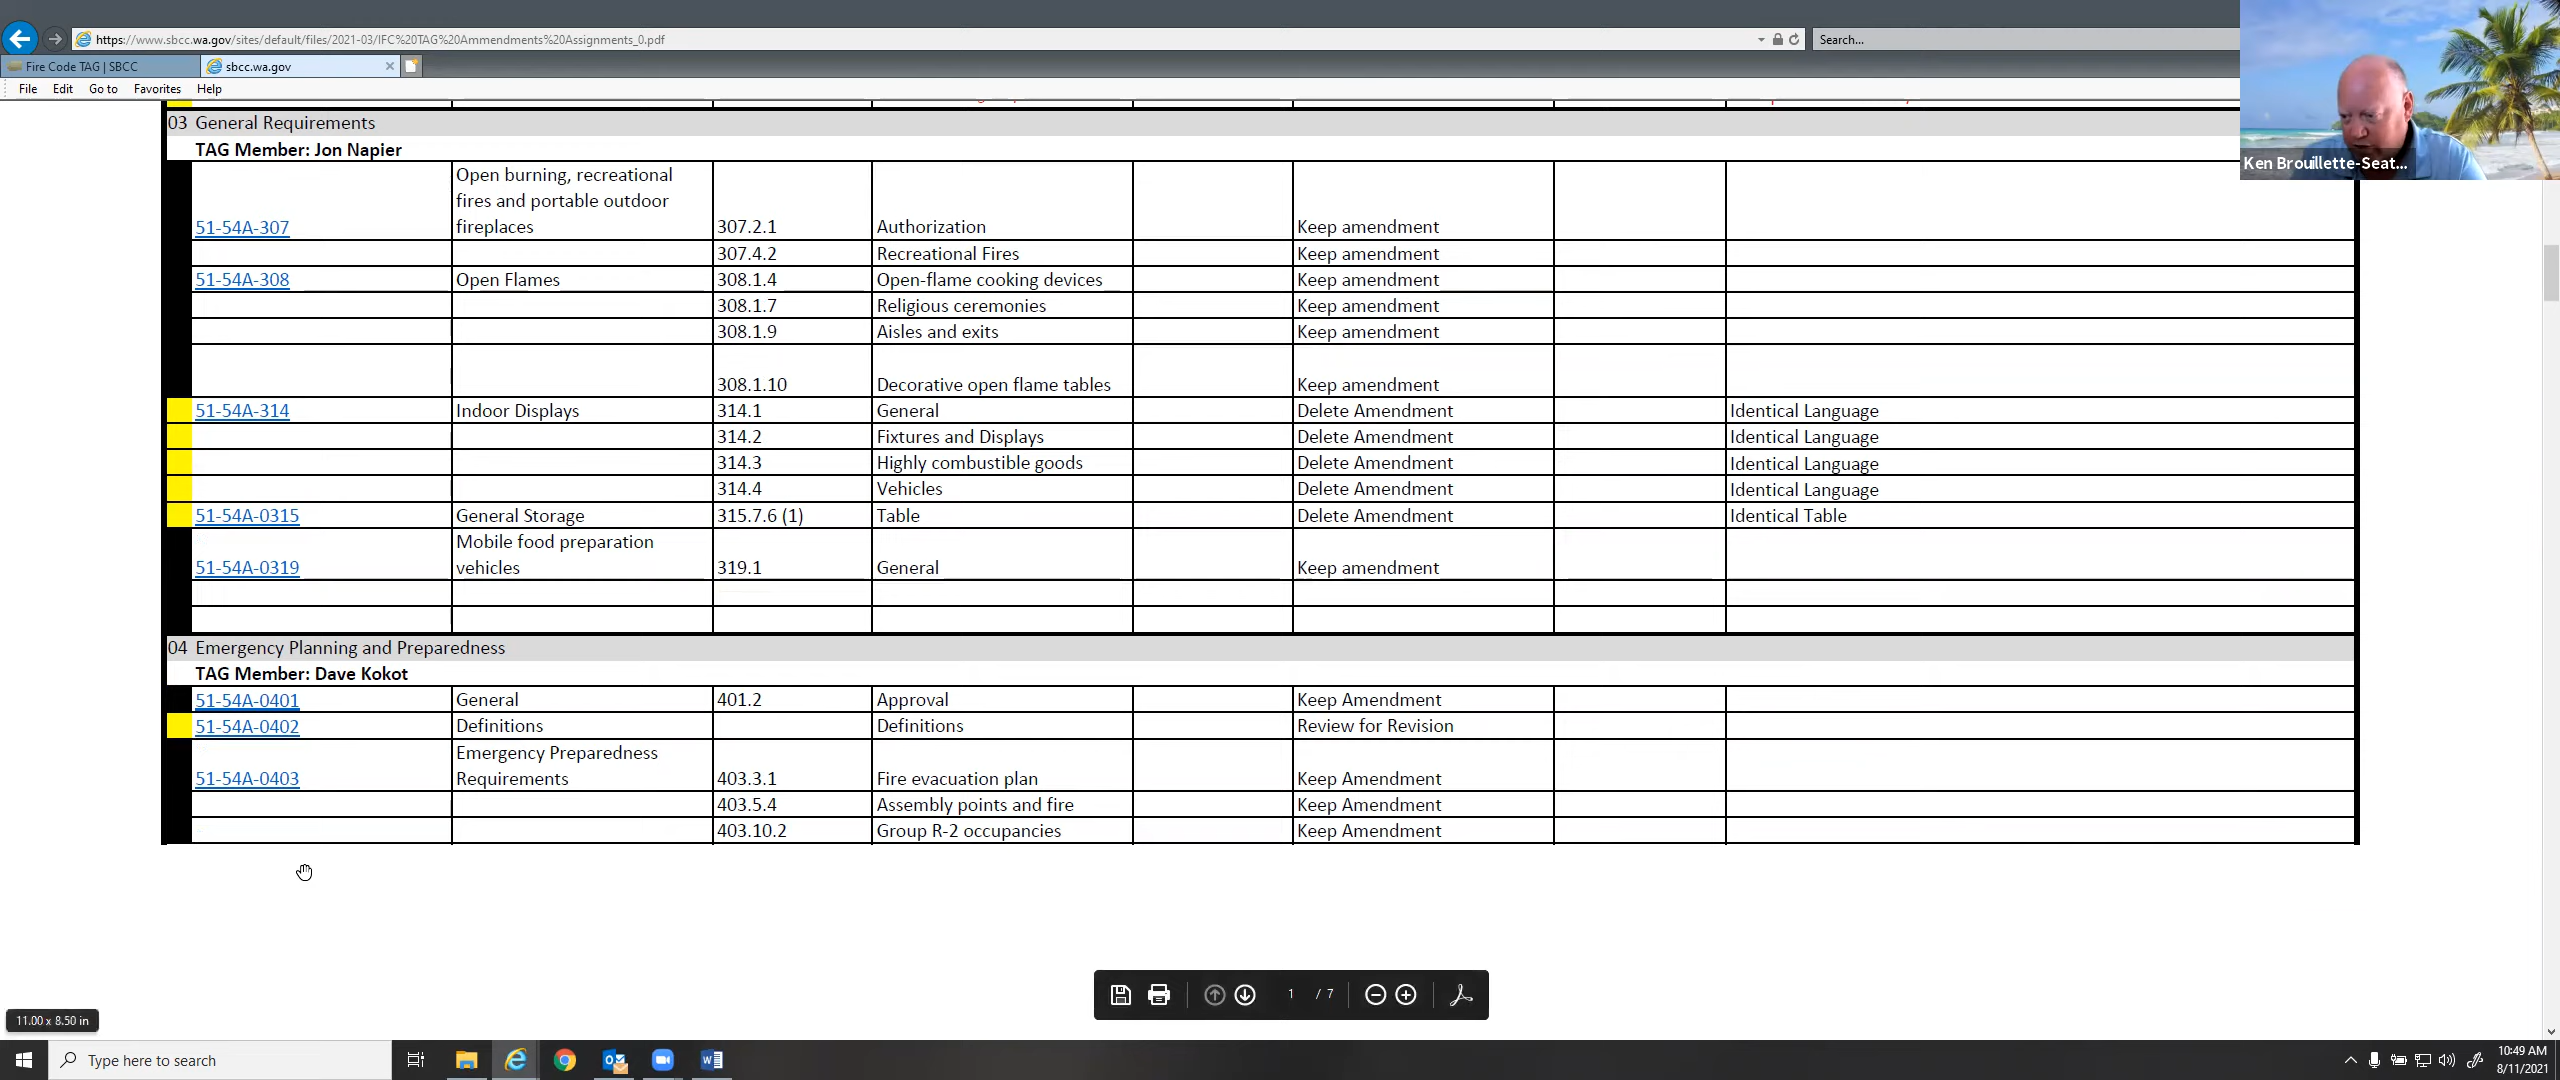 https://www.sbcc.wa.gov/sites/default/files/2021-03/IFC%20TAG%20Ammendments%20Assignments_0.pdf
Search...
Fire Code TAG | SBCC
sbcc.wa.gov
File Edit Go to Favorites Help
Ken Brouillette-Seat...
03 General Requirements
TAG Member: Jon Napier
Open burning, recreational
fires and portable outdoor
51-54A-307 fireplaces 307.2.1 Authorization Keep amendment
307.4.2 Recreational Fires Keep amendment
51-54A-308 Open Flames 308.1.4 Open-flame cooking devices Keep amendment
308.1.7 Religious ceremonies Keep amendment
308.1.9 Aisles and exits Keep amendment
308.1.10 Decorative open flame tables Keep amendment
51-54A-314 Indoor Displays 314.1 General Delete Amendment Identical Language
314.2 Fixtures and Displays Delete Amendment Identical Language
314.3 Highly combustible goods Delete Amendment Identical Language
314.4 Vehicles Delete Amendment Identical Language
51-54A-0315 General Storage 315.7.6 (1) Table Delete Amendment Identical Table
Mobile food preparation
51-54A-0319 vehicles 319.1 General Keep amendment
04 Emergency Planning and Preparedness
TAG Member: Dave Kokot
51-54A-0401 General 401.2 Approval Keep Amendment
51-54A-0402 Definitions Definitions Review for Revision
Emergency Preparedness
51-54A-0403 Requirements 403.3.1 Fire evacuation plan Keep Amendment
403.5.4 Assembly points and fire Keep Amendment
403.10.2 Group R-2 occupancies Keep Amendment
1 / 7
11.00 x 8.50 in
Type here to search
10:49 AM
8/11/2021